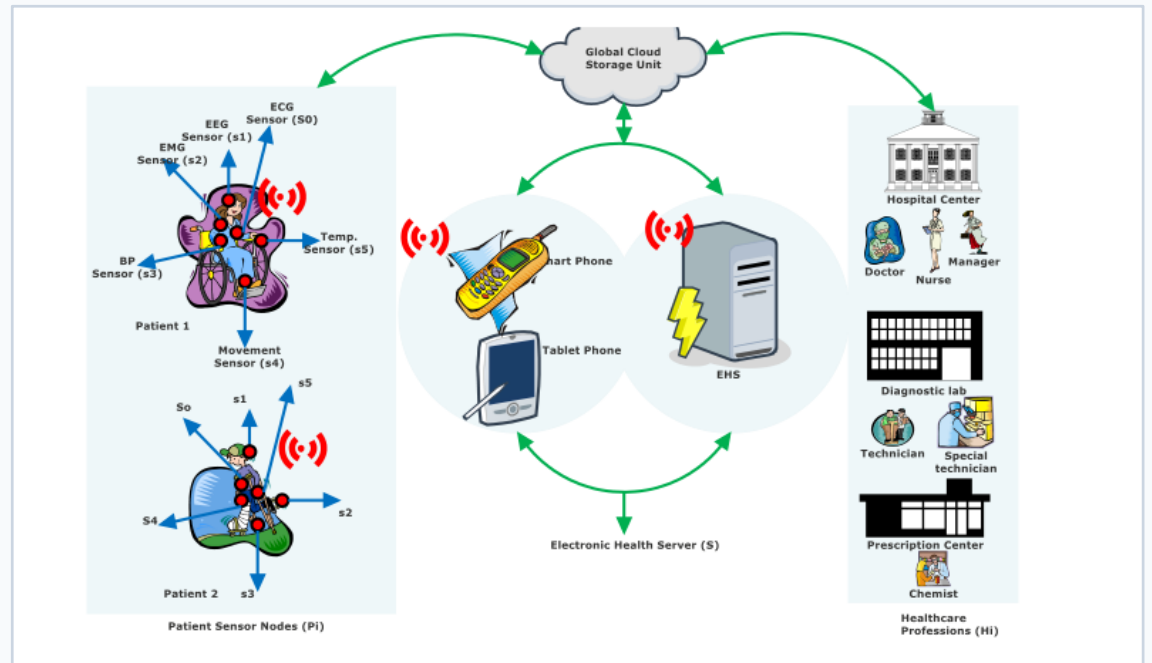 Global Cloud
Storage Unit
ECG
Sensor (S0)
EEG
Sensor (s1)
EMG
Sensor (s2)
Temp.
Sensor (s5)
BP
Sensor (s3)
Patient 1
Movement
Sensor (s4)
s5
s1
So
s2
S4
s3
Patient 2
Patient Sensor Nodes (Pi)
Phone
Tablet Phone
EHS
Electronic Health Server (S)
Hospital Center
Doctor
Nurse
Manager
Diagnostic lab
Technician
Special
technician
Prescription Center
Chemist
Healthcare
Professions (Hi)